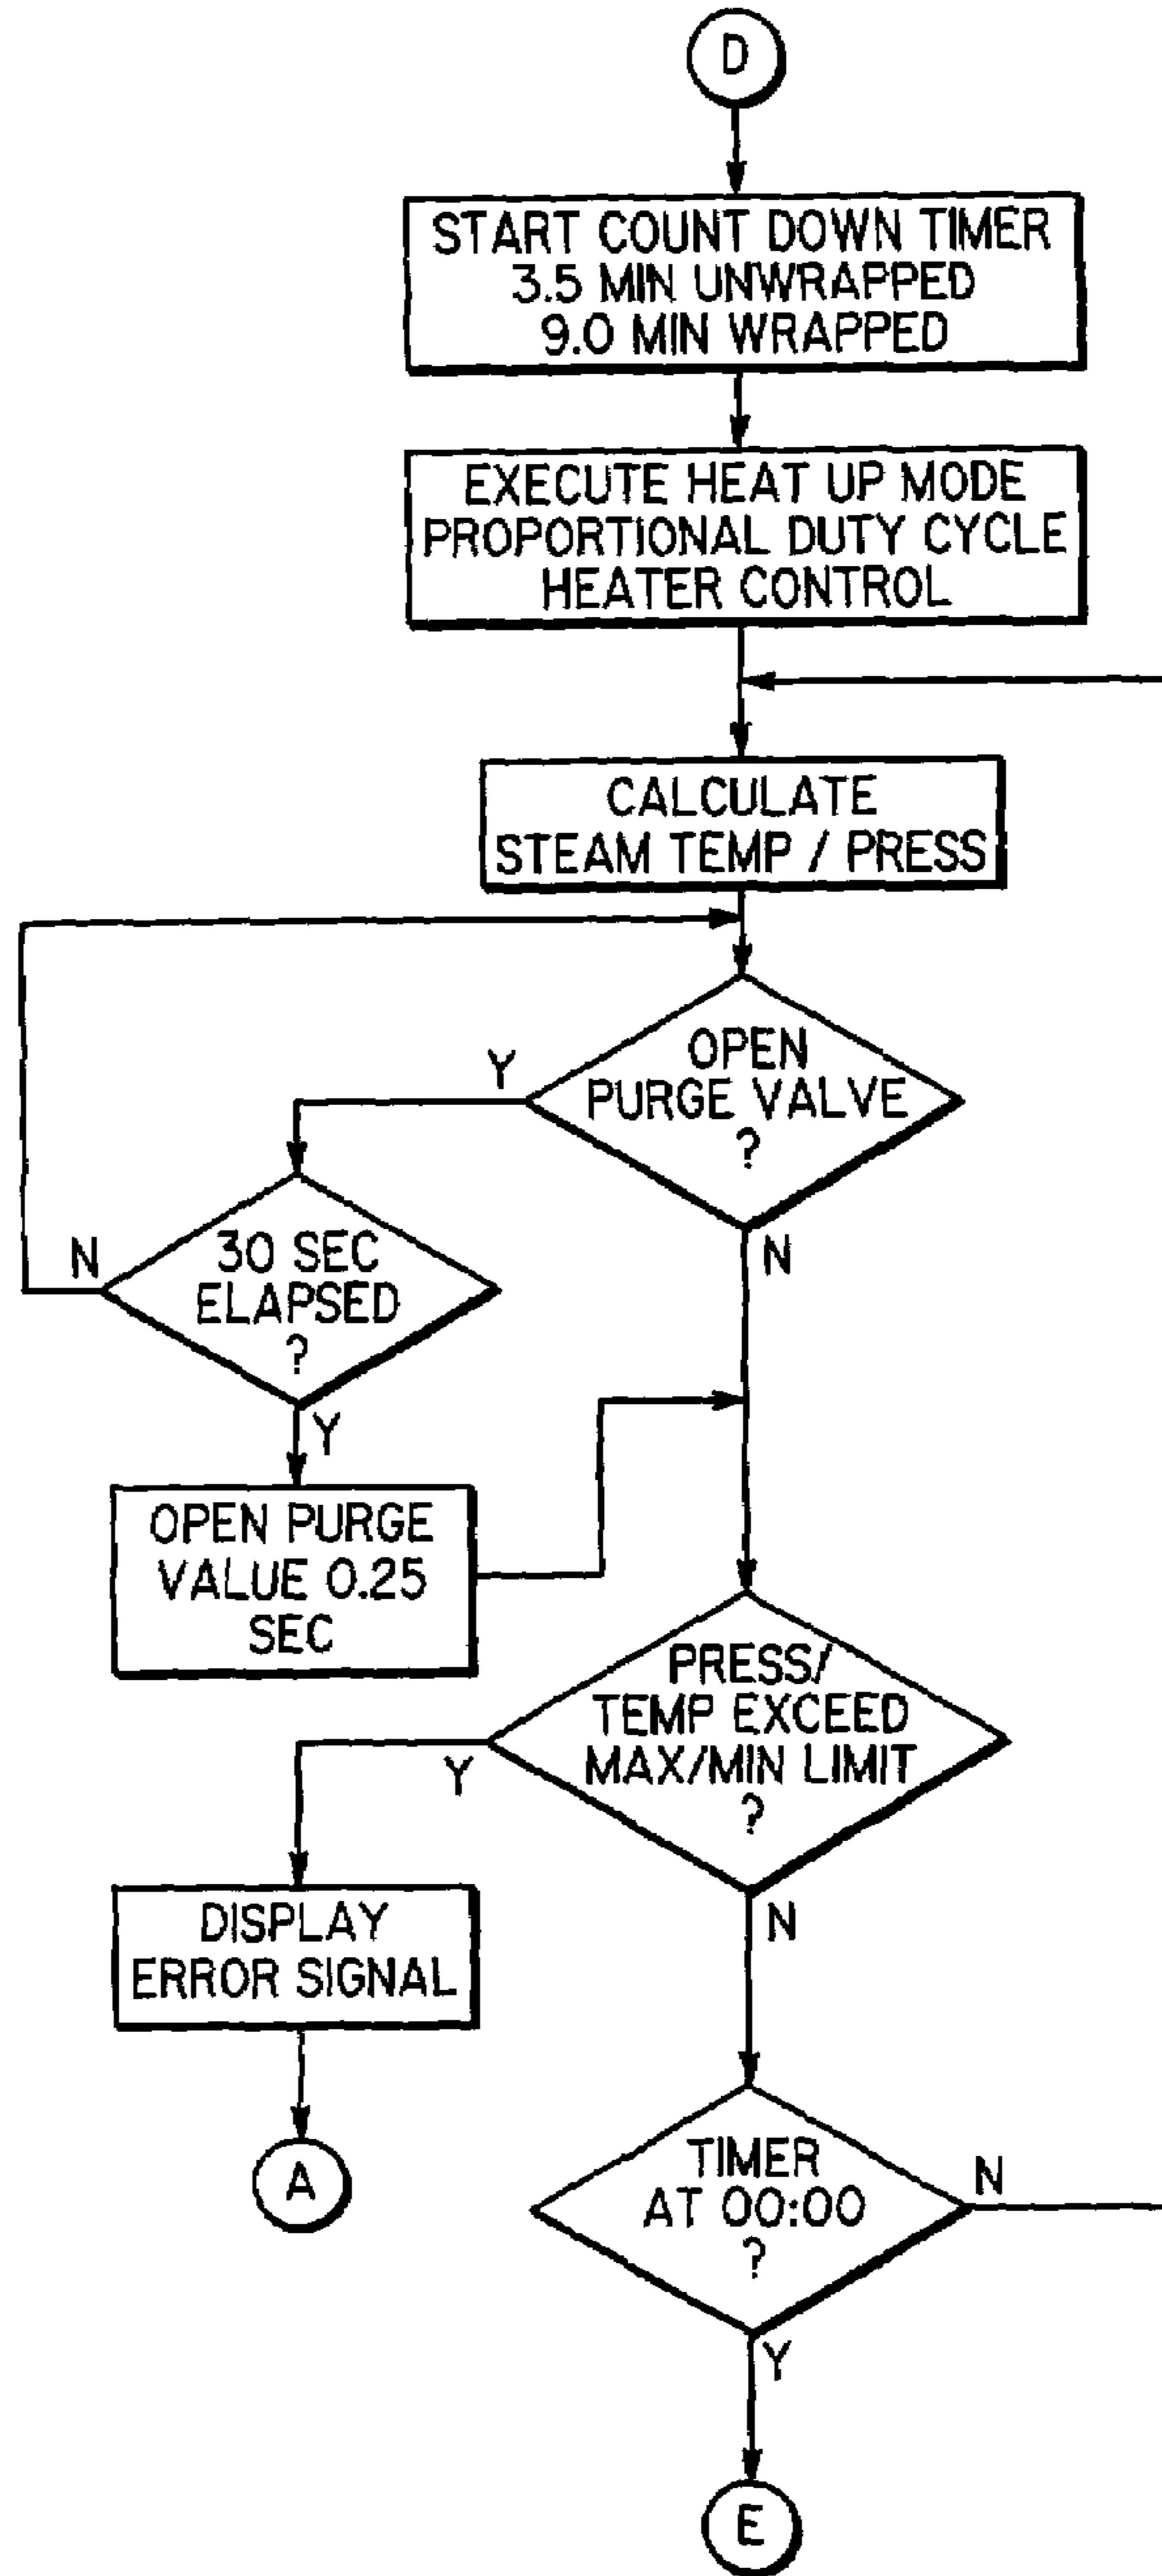 D
START COUNT DOWN TIMER
3.5 MIN UNWRAPPED
9.0 MIN WRAPPED
EXECUTE HEAT UP MODE
PROPORTIONAL DUTY CYCLE
HEATER CONTROL
CALCULATE
STEAM TEMP / PRESS
OPEN
PURGE VALVE
?
Y
N
30 SEC
ELAPSED
?
N
Y
OPEN PURGE
VALUE 0.25
SEC
PRESS/
TEMP EXCEED
MAX/MIN LIMIT
?
Y
N
DISPLAY
ERROR SIGNAL
A
TIMER
AT 00:00
?
N
Y
E